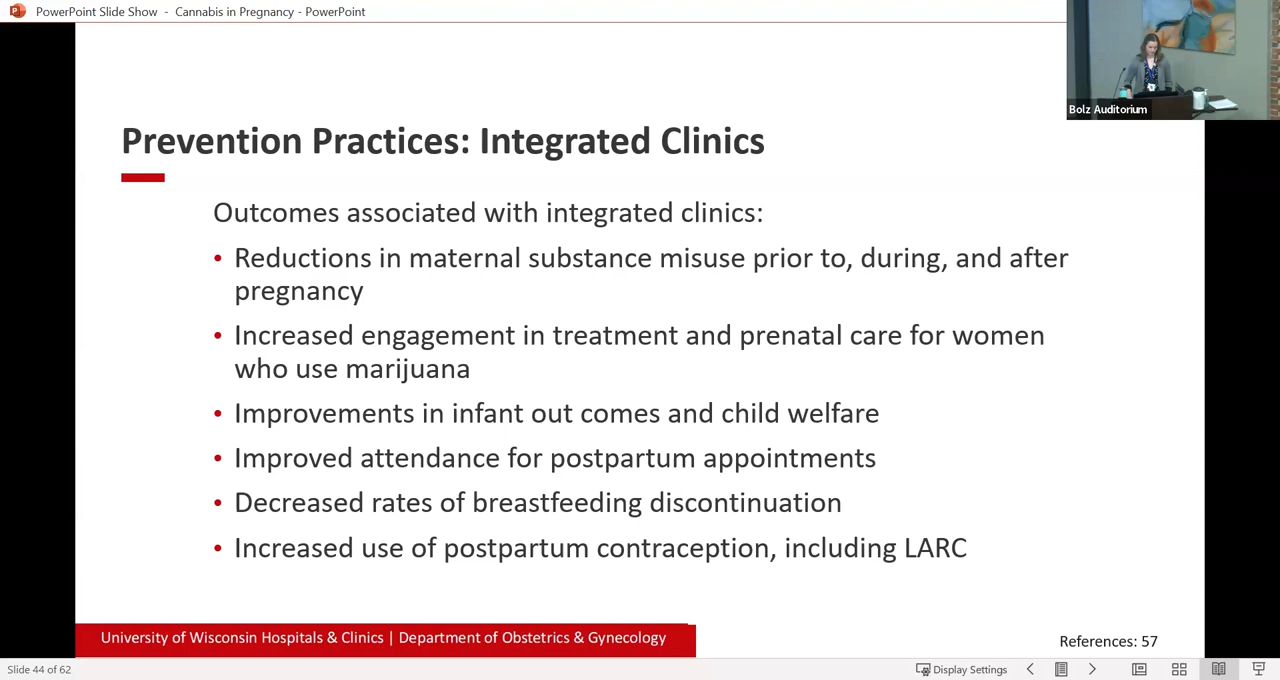 PowerPoint Slide Show - Cannabis in Pregnancy - PowerPoint
Bolz Auditorium
Prevention Practices: Integrated Clinics
Outcomes associated with integrated clinics:
• Reductions in maternal substance misuse prior to, during, and after
pregnancy
• Increased engagement in treatment and prenatal care for women
who use marijuana
• Improvements in infant out comes and child welfare
• Improved attendance for postpartum appointments
• Decreased rates of breastfeeding discontinuation
• Increased use of postpartum contraception, including LARC
University of Wisconsin Hospitals & Clinics | Department of Obstetrics & Gynecology
References: 57
Slide 44 of 62
Display Settings